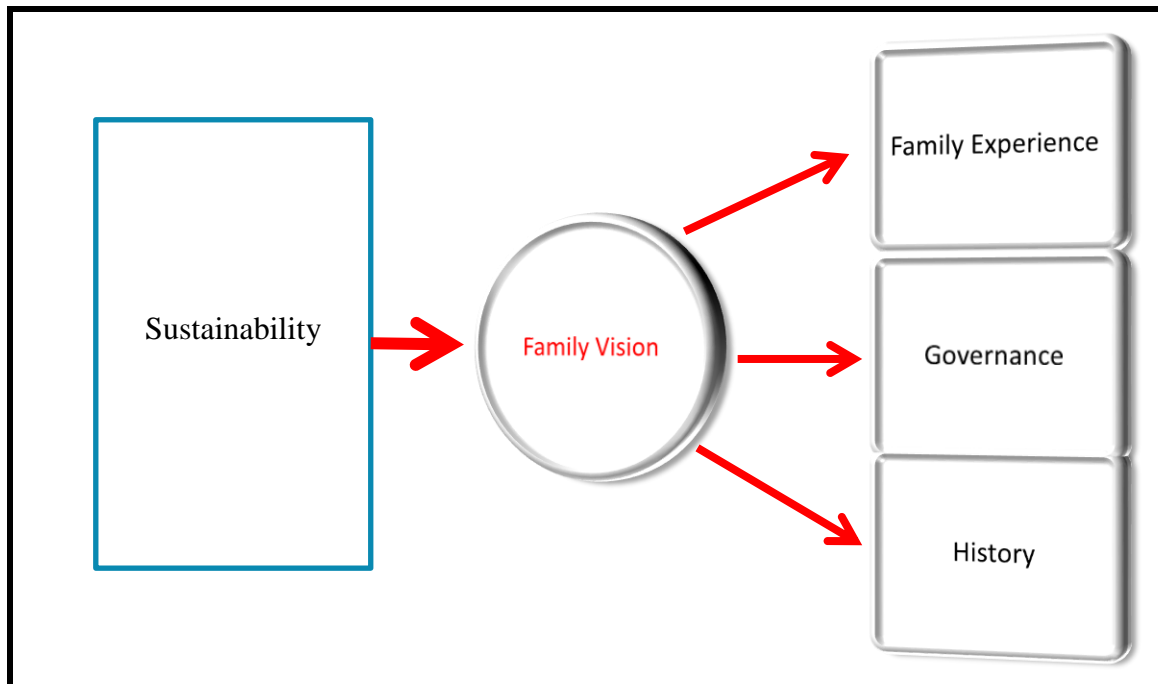 Sustainability
Family Vision
Family Experience
Governance
History